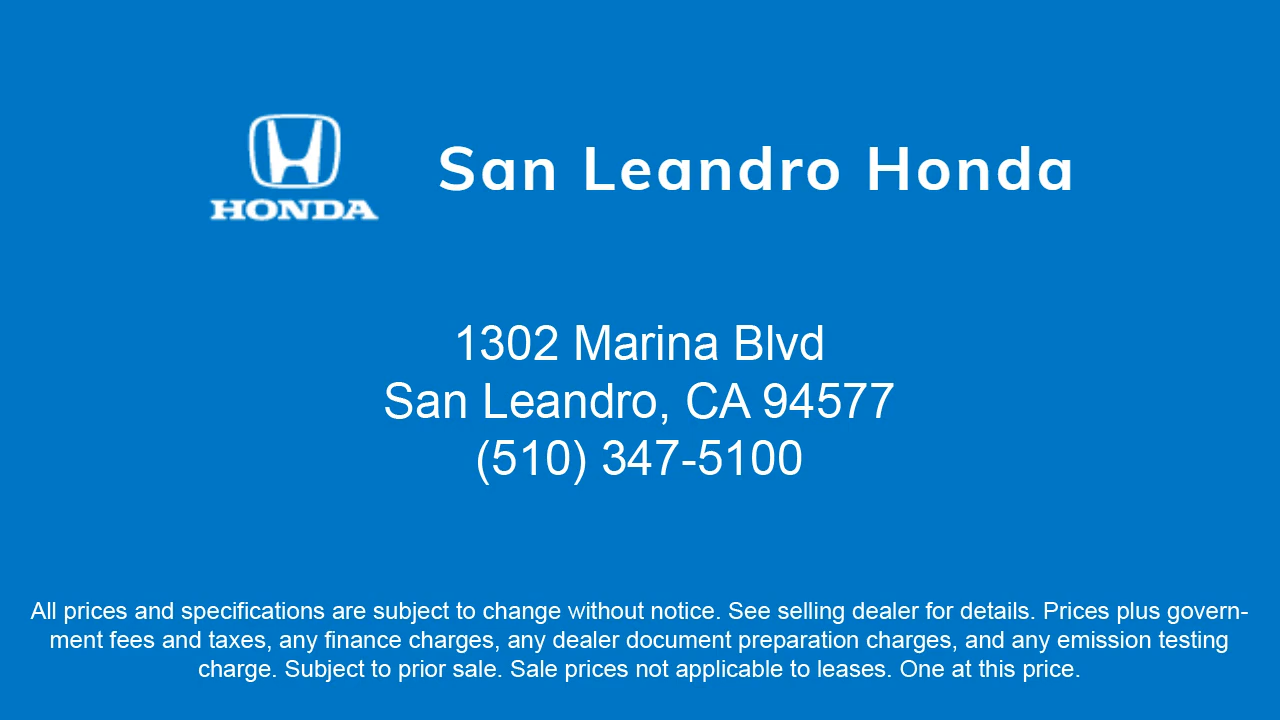 San Leandro Honda
HONDA
1302 Marina Blvd
San Leandro, CA 94577
(510) 347-5100
All prices and specifications are subject to change without notice. See selling dealer for details. Prices plus govern-
ment fees and taxes, any finance charges, any dealer document preparation charges, and any emission testing
charge. Subject to prior sale. Sale prices not applicable to leases. One at this price.